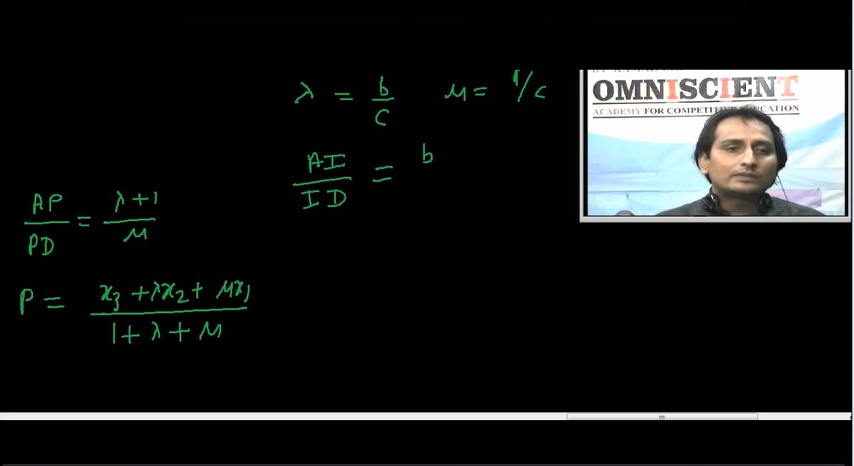 OMNISCIENT
ACADEMY FOR COMPETITIVE EDUCATION
λ = b/c μ = 1/c
AI/ID = b
AP/PD = λ+1/μ
P = x₃ + λx₂ + μx₁ / 1 + λ + μ